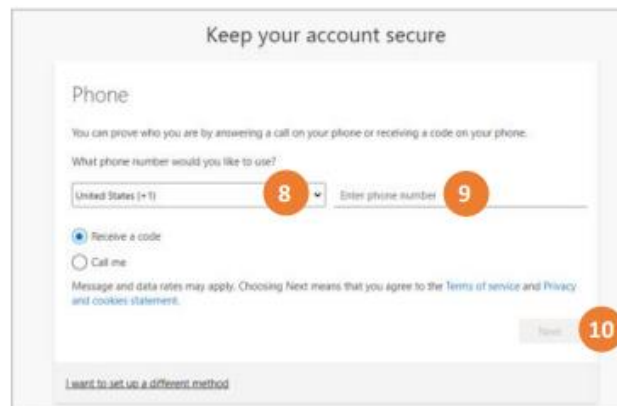 Keep your account secure
Phone
You can prove who you are by answering a call on your phone or receiving a code on your phone.
What phone number would you like to use?
United States (+1) 8 Enter phone number 9
Receive a code
Call me
Message and data rates may apply. Choosing Next means that you agree to the Terms of service and Privacy
and cookies statement.
Next 10
I want to set up a different method